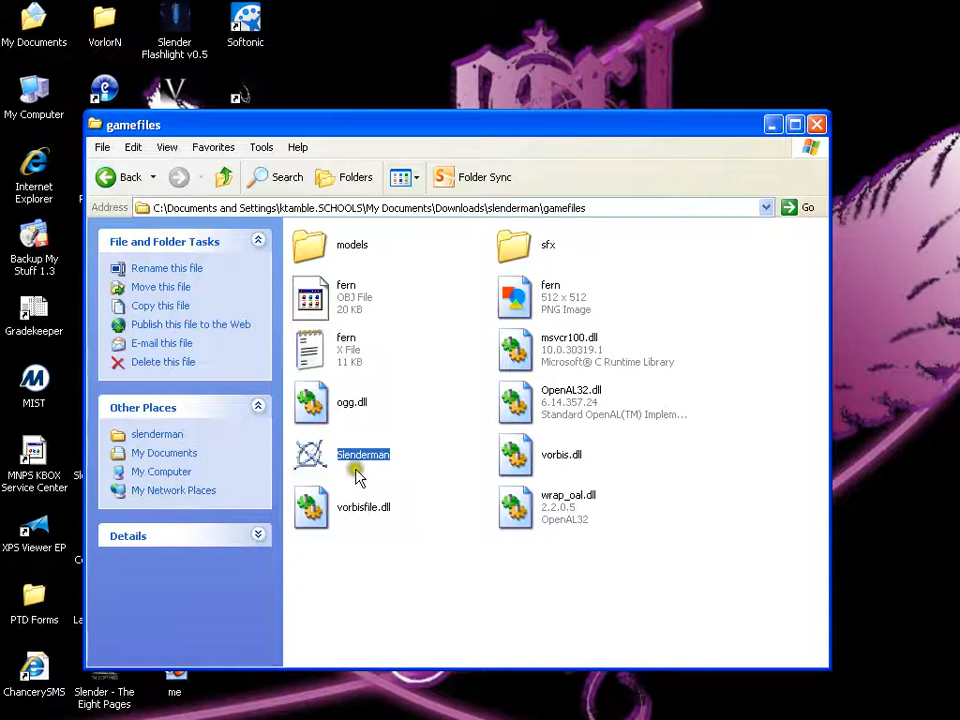 My Documents
VorlorN
Slender
Flashlight v0.5
Softonic
My Computer
Internet
Explorer
Backup My
Stuff 1.3
Gradekeeper
MIST
MNPS KBOX
Service Center
XPS Viewer EP
PTD Forms
ChancerySMS
Slender - The
Eight Pages
me
gamefiles
File Edit View Favorites Tools Help
Back Search Folders Folder Sync
Address C:\Documents and Settings\ktamble.SCHOOLS\My Documents\Downloads\slenderman\gamefiles Go
File and Folder Tasks
Rename this file
Move this file
Copy this file
Publish this file to the Web
E-mail this file
Delete this file
Other Places
slenderman
My Documents
My Computer
My Network Places
Details
models
sfx
fern
OBJ File
20 KB
fern
512 x 512
PNG Image
fern
X File
11 KB
msvcr100.dll
10.0.30319.1
Microsoft® C Runtime Library
ogg.dll
OpenAL32.dll
6.14.357.24
Standard OpenAL(TM) Implem...
Slenderman
vorbis.dll
vorbisfile.dll
wrap_oal.dll
2.2.0.5
OpenAL32